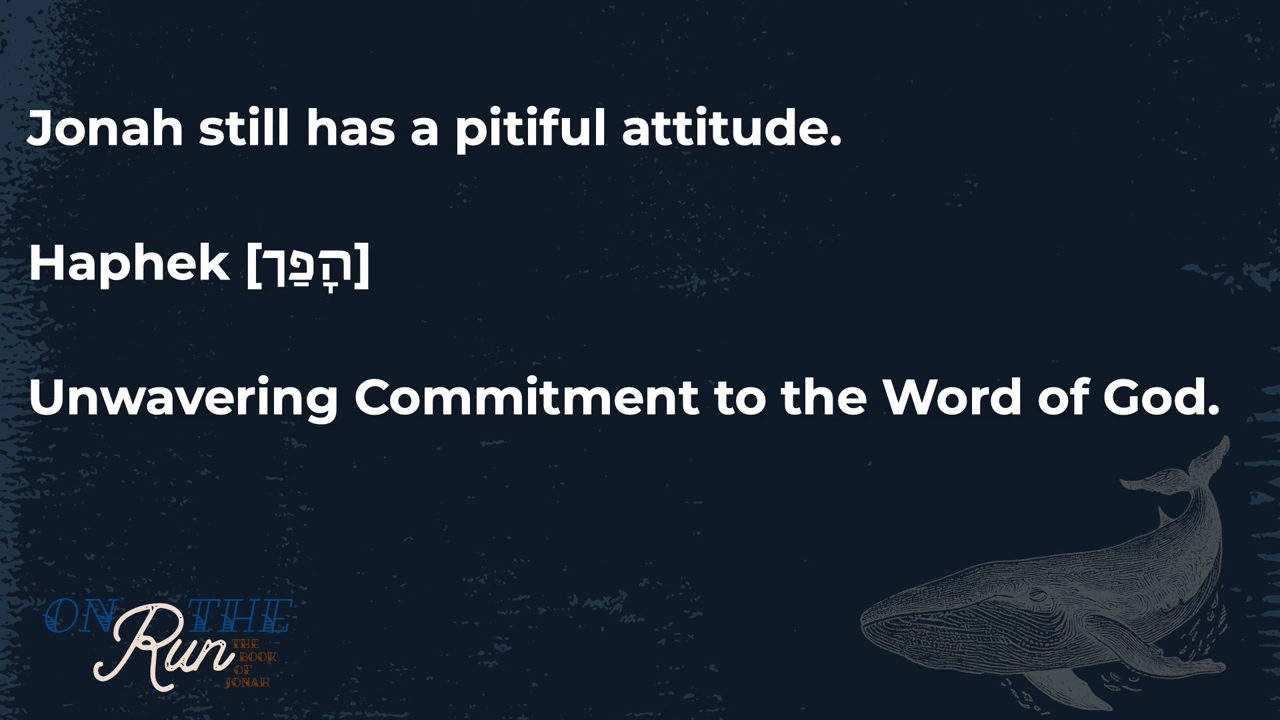 Jonah still has a pitiful attitude.
Haphek [הָפַך]
Unwavering Commitment to the Word of God.
ON THE
Run
THE
BOOK
OF
JONAH